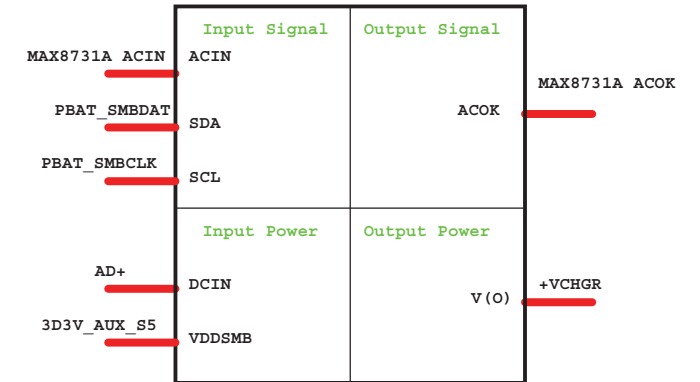 Input Signal Output Signal
MAX8731A ACIN ACIN
MAX8731A ACOK
PBAT_SMBDAT SDA
ACOK
PBAT_SMBCLK SCL
Input Power Output Power
AD+ DCIN
V(O) +VCHGR
3D3V_AUX_S5 VDDSMB